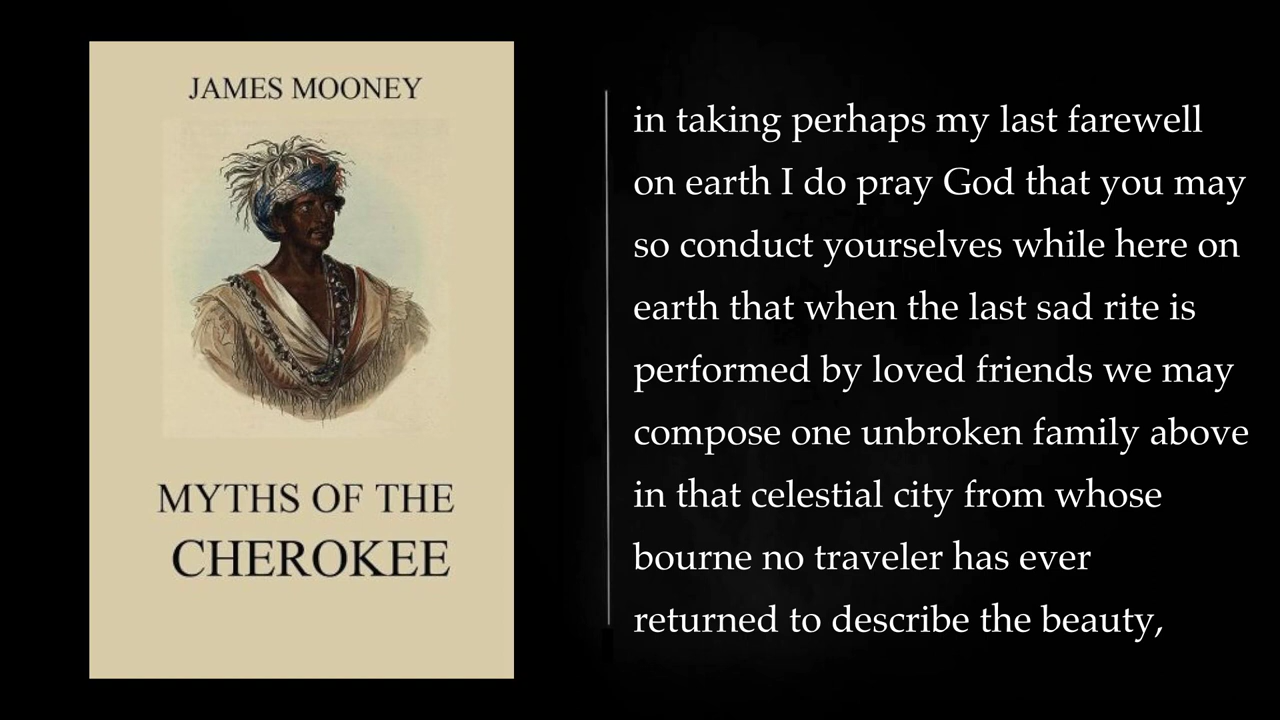 JAMES MOONEY
MYTHS OF THE
CHEROKEE
in taking perhaps my last farewell
on earth I do pray God that you may
so conduct yourselves while here on
earth that when the last sad rite is
performed by loved friends we may
compose one unbroken family above
in that celestial city from whose
bourne no traveler has ever
returned to describe the beauty,